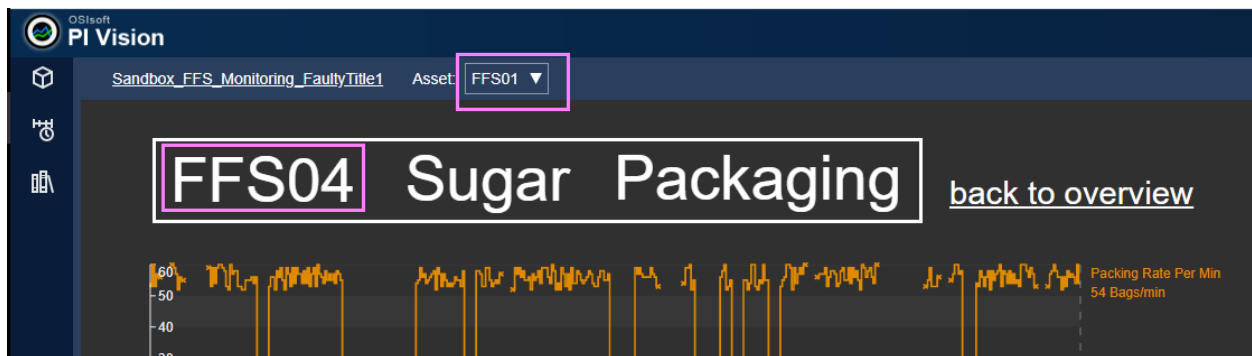 OSIsoft
PI Vision
Sandbox_FFS_Monitoring_FaultyTitle1 Asset: FFS01 ▼
FFS04 Sugar Packaging back to overview
60
50
40
30
Packing Rate Per Min
54 Bags/min